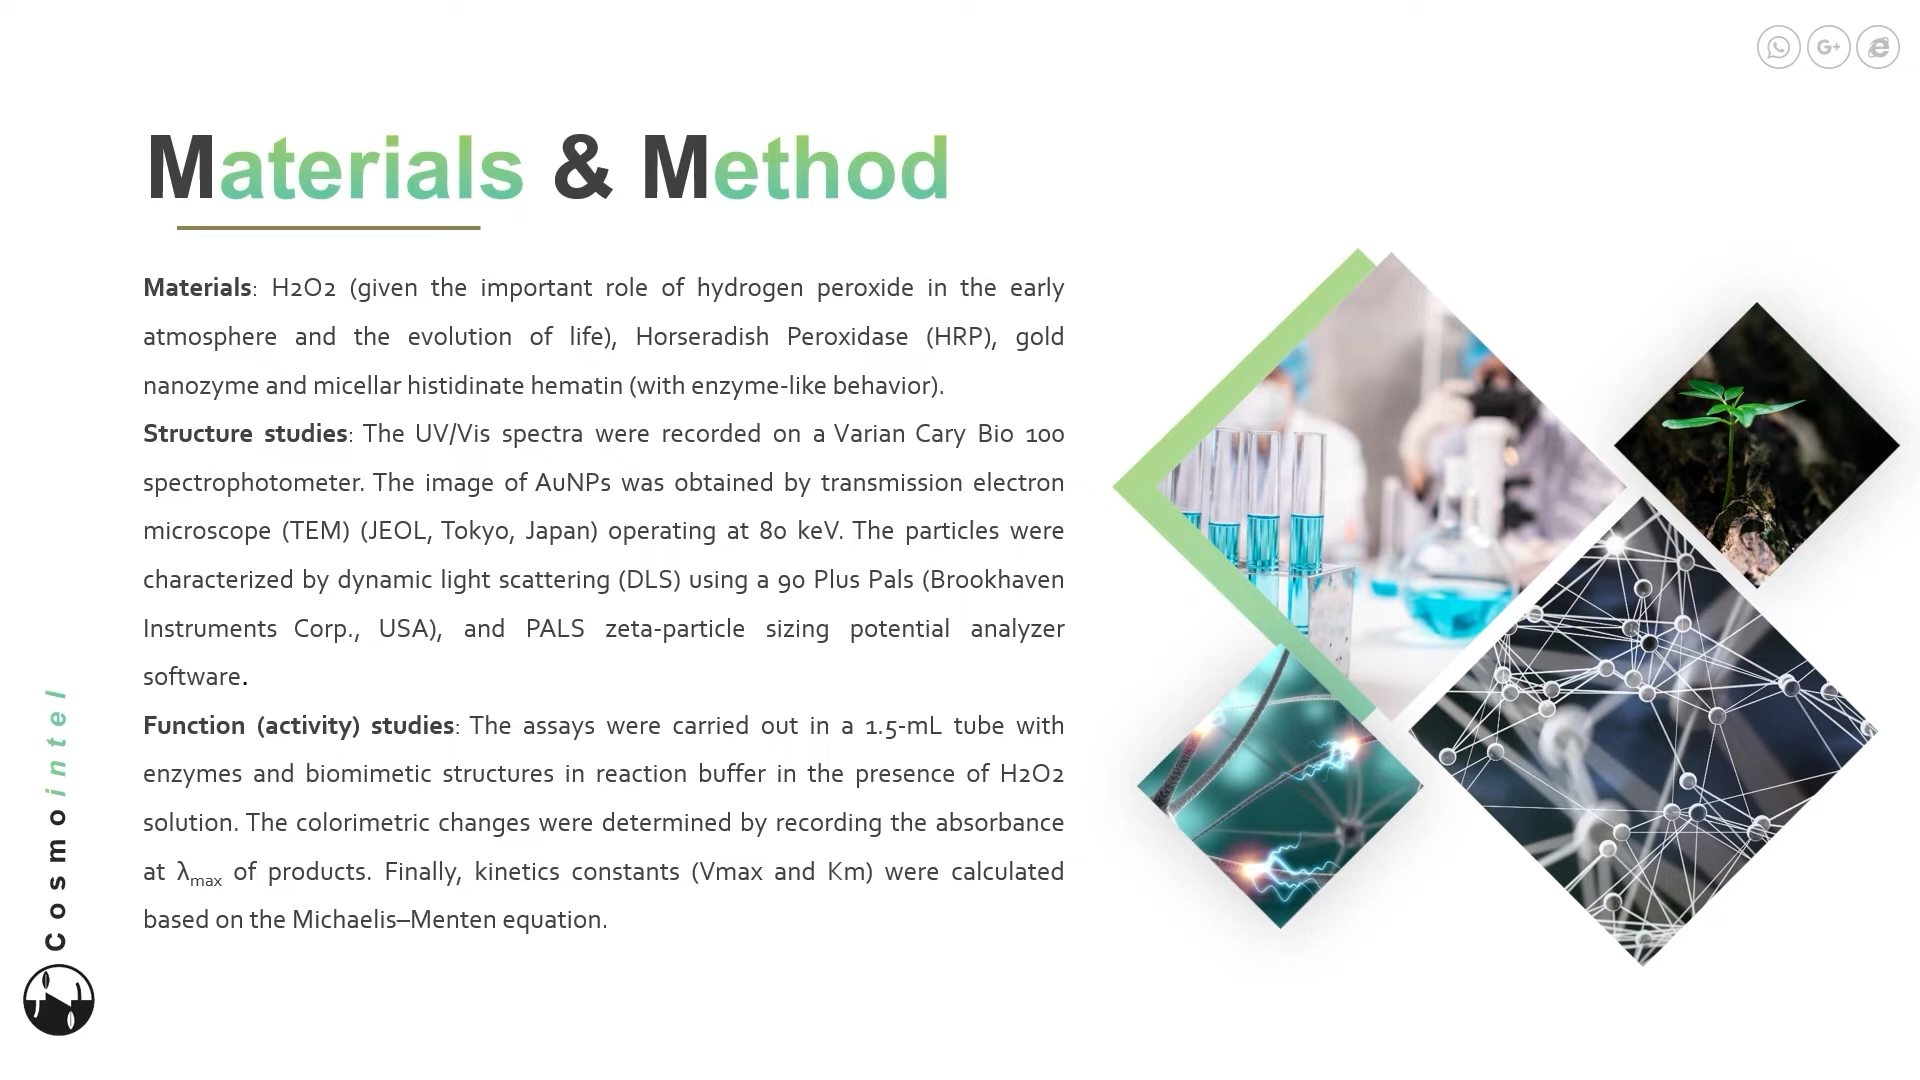 Materials & Method
Materials: H2O2 (given the important role of hydrogen peroxide in the early
atmosphere and the evolution of life), Horseradish Peroxidase (HRP), gold
nanozyme and micellar histidinate hematin (with enzyme-like behavior).
Structure studies: The UV/Vis spectra were recorded on a Varian Cary Bio 100
spectrophotometer. The image of AuNPs was obtained by transmission electron
microscope (TEM) (JEOL, Tokyo, Japan) operating at 80 keV. The particles were
characterized by dynamic light scattering (DLS) using a 90 Plus Pals (Brookhaven
Instruments Corp., USA), and PALS zeta-particle sizing potential analyzer
software.
Function (activity) studies: The assays were carried out in a 1.5-mL tube with
enzymes and biomimetic structures in reaction buffer in the presence of H2O2
solution. The colorimetric changes were determined by recording the absorbance
at λmax of products. Finally, kinetics constants (Vmax and Km) were calculated
based on the Michaelis–Menten equation.
Cosmointel
G+